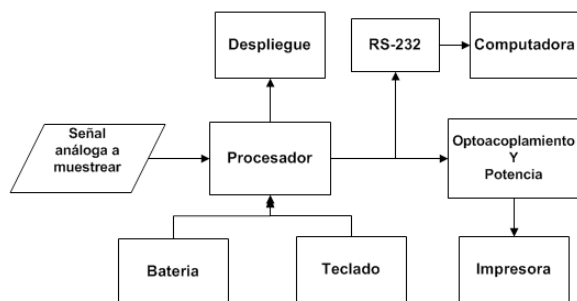 Despliegue
RS-232
Computadora
Señal
análoga a
muestrear
Procesador
Optoacoplamiento
Y
Potencia
Bateria
Teclado
Impresora